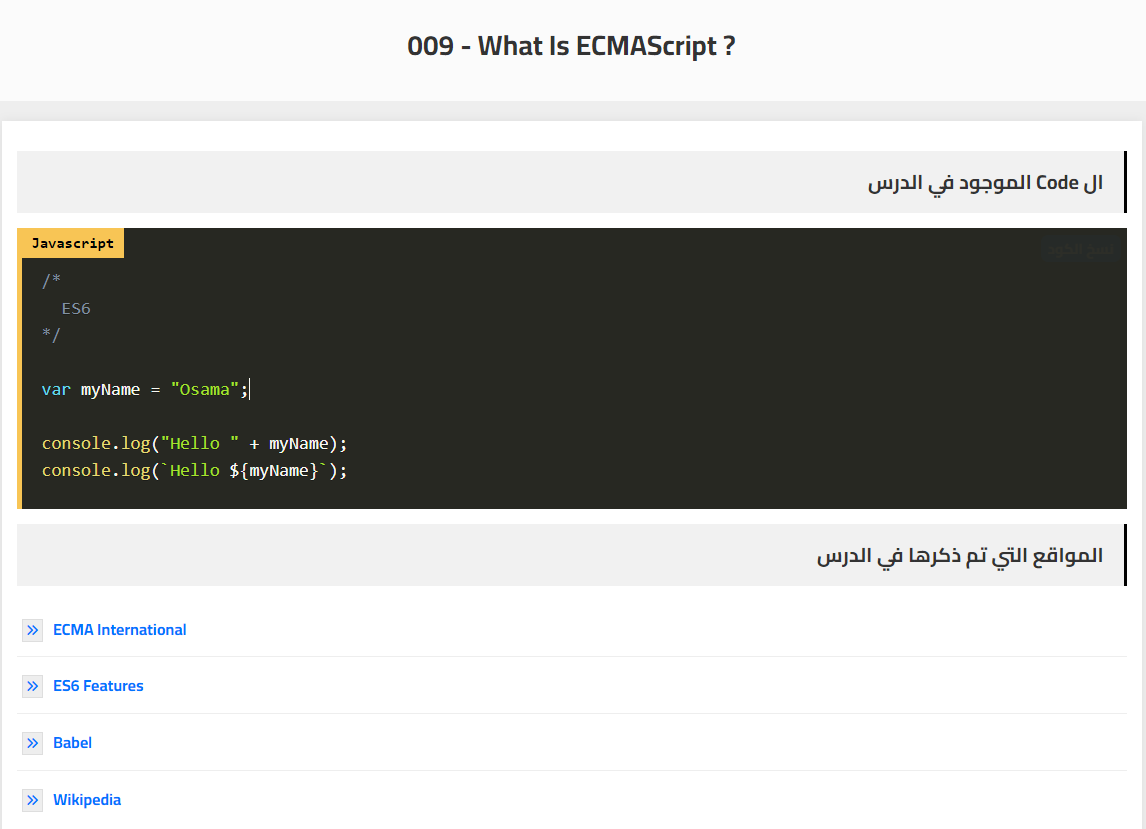 009 - What Is ECMAScript ?
ال Code الموجود في الدرس
Javascript
/*
  ES6
*/
var myName = "Osama";
console.log("Hello " + myName);
console.log(`Hello ${myName}`);
المواقع التي تم ذكرها في الدرس
ECMA International
ES6 Features
Babel
Wikipedia